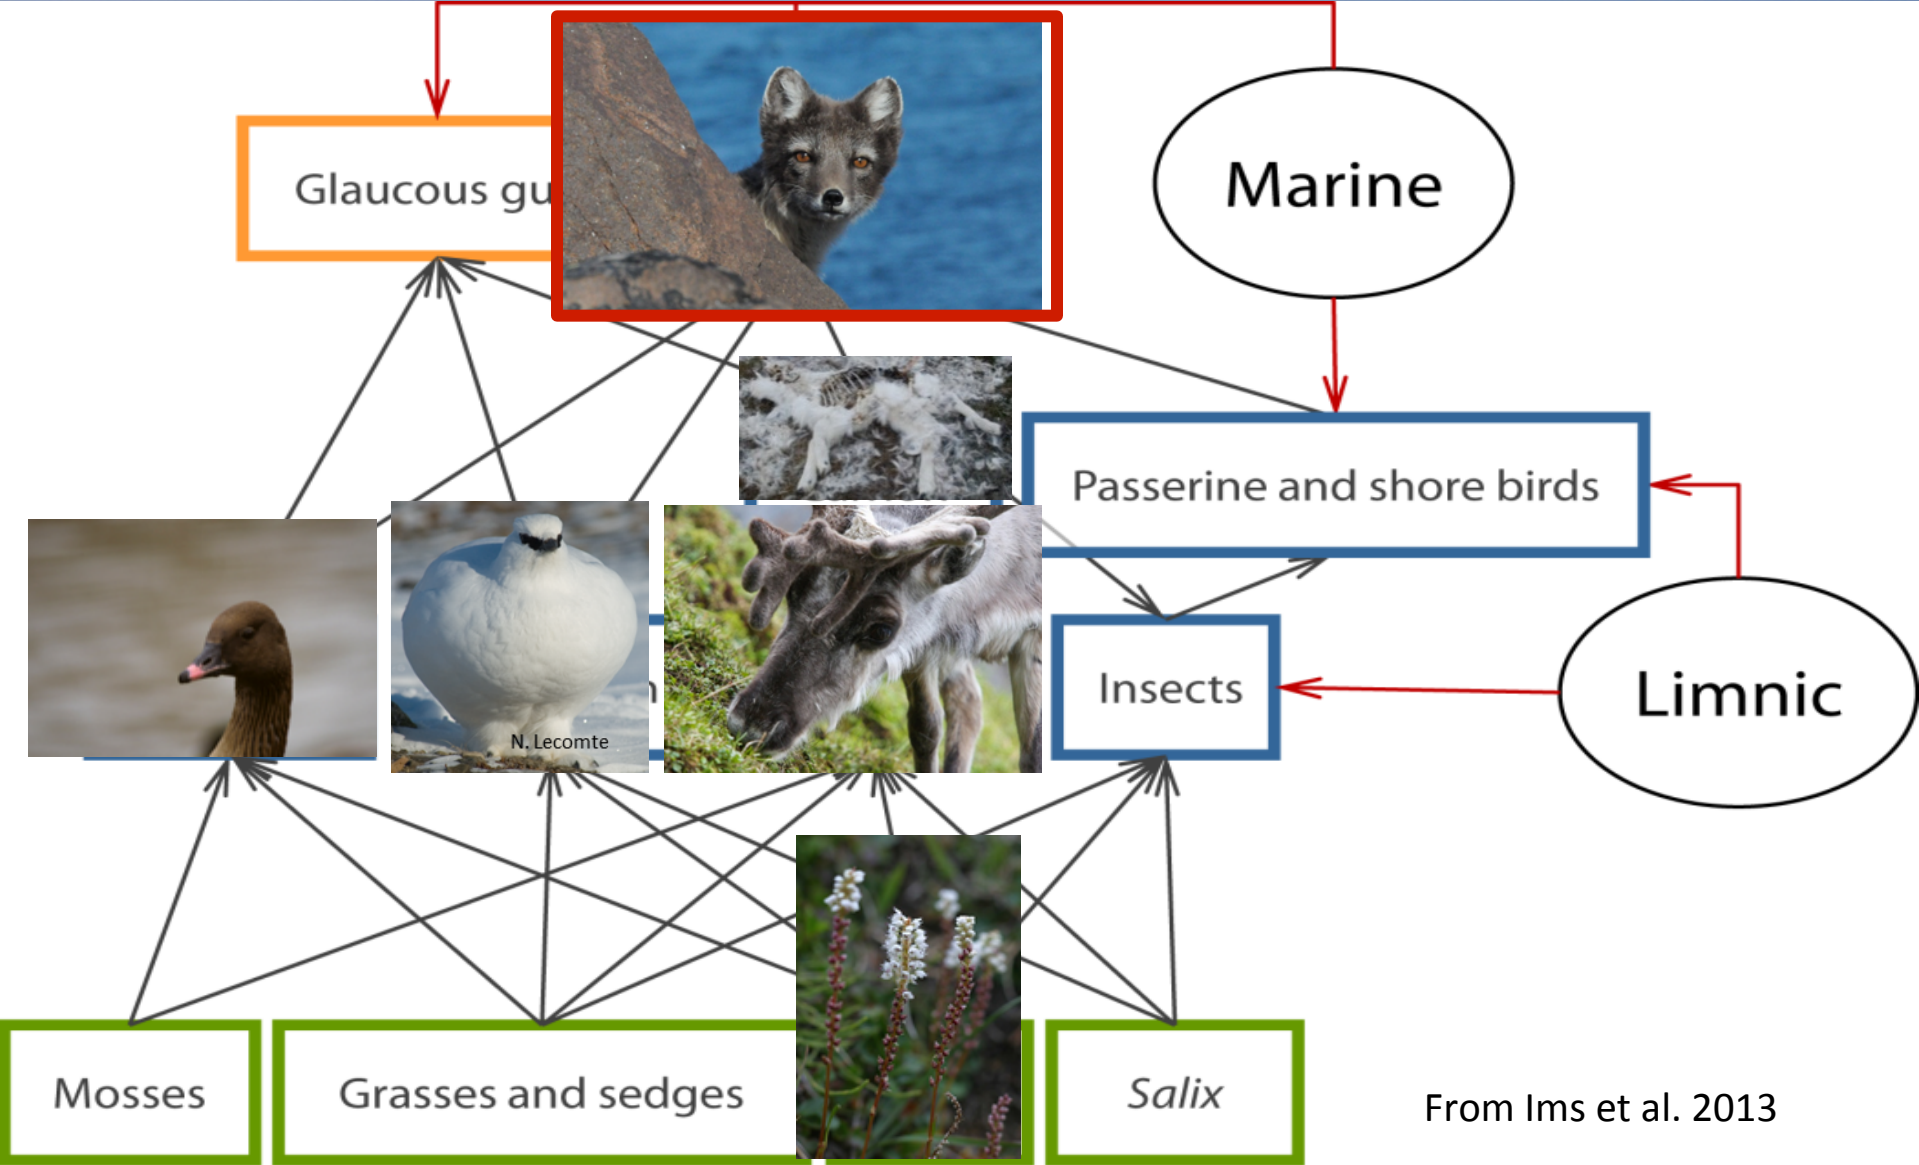 Glaucous gu
Marine
Passerine and shore birds
Insects
Limnic
N. Lecomte
Mosses
Grasses and sedges
Salix
From Ims et al. 2013